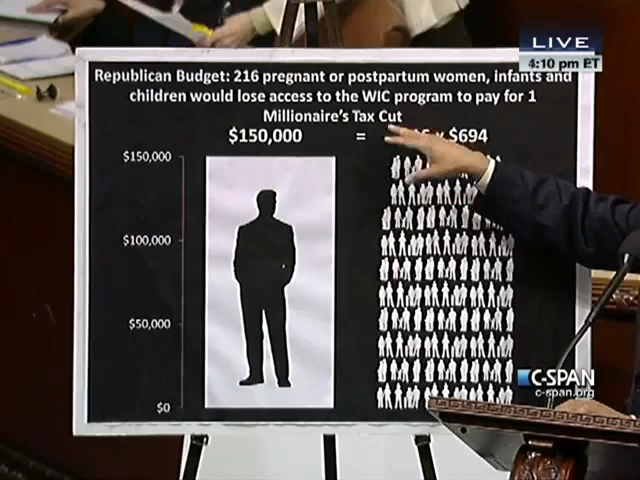 LIVE
4:10 pm ET
Republican Budget: 216 pregnant or postpartum women, infants and
children would lose access to the WIC program to pay for 1
Millionaire's Tax Cut
$150,000 = x $694
$150,000
$100,000
$50,000
$0
C-SPAN
c-span.org